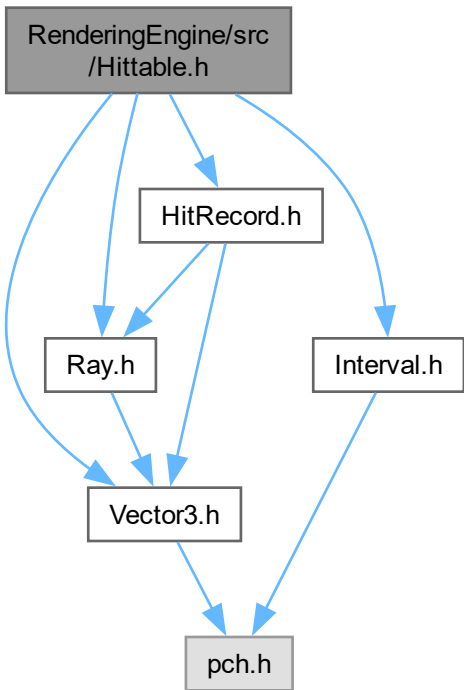 RenderingEngine/src
/Hittable.h
HitRecord.h
Ray.h
Interval.h
Vector3.h
pch.h